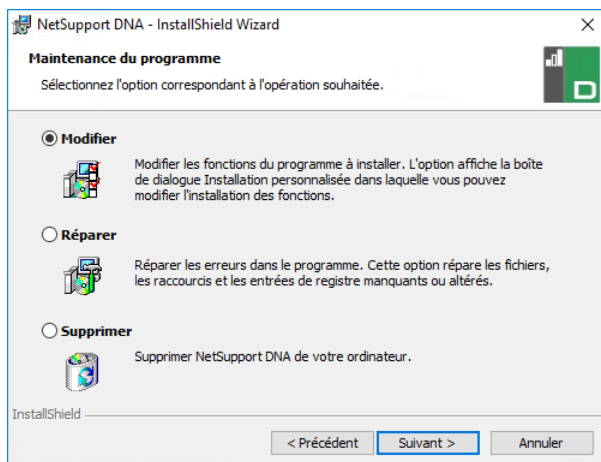 NetSupport DNA - InstallShield Wizard
Maintenance du programme
Sélectionnez l'option correspondant à l'opération souhaitée.
D
Modifier
Modifier les fonctions du programme à installer. L'option affiche la boîte
de dialogue Installation personnalisée dans laquelle vous pouvez
modifier l'installation des fonctions.
Réparer
Réparer les erreurs dans le programme. Cette option répare les fichiers,
les raccourcis et les entrées de registre manquants ou altérés.
Supprimer
Supprimer NetSupport DNA de votre ordinateur.
InstallShield
< Précédent Suivant > Annuler